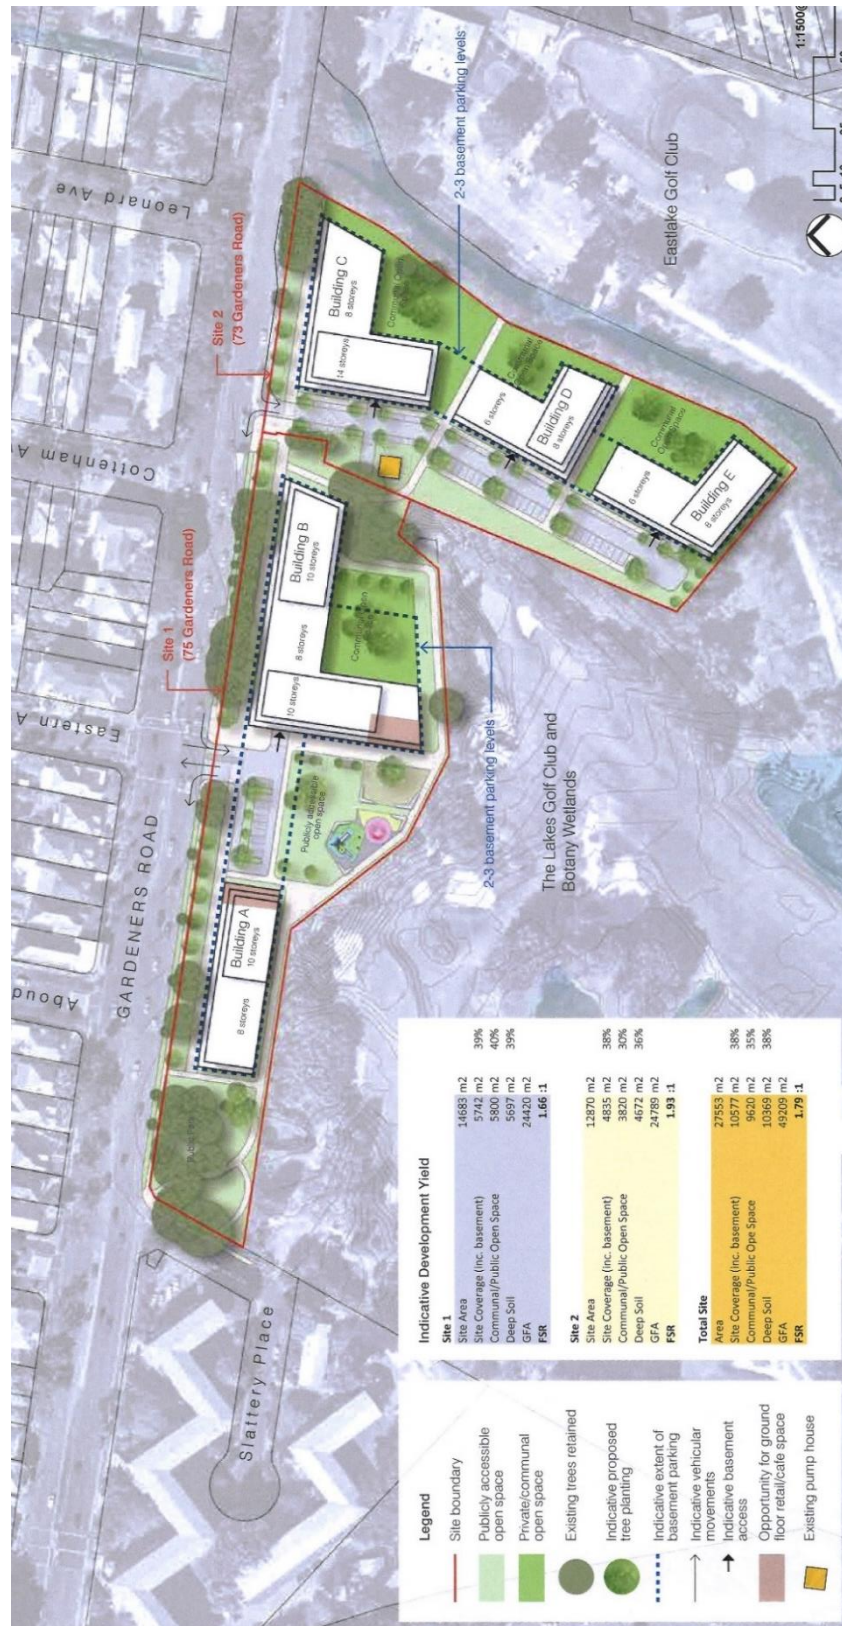 Leonard Ave
Cottenham A
Eastern A
Aboud
GARDENERS ROAD
Slattery Place
Site 1
(75 Gardeners Road)
Site 2
(73 Gardeners Road)
Building A
10 storeys
8 storeys
Building B
10 storeys
8 storeys
10 storeys
Building C
8 storeys
14 storeys
6 storeys
Building D
8 storeys
6 storeys
Building E
8 storeys
Publicly accessible
open space
2-3 basement parking levels
2-3 basement parking levels
The Lakes Golf Club and
Botany Wetlands
Eastlake Golf Club
Legend
Site boundary
Publicly accessible
open space
Private/communal
open space
Existing trees retained
Indicative proposed
tree planting
Indicative extent of
basement parking
Indicative vehicular
movements
Indicative basement
access
Opportunity for ground
floor retail/cafe space
Existing pump house
Indicative Development Yield
Site 1
Site Area 14683 m2
Site Coverage (inc. basement) 5742 m2 39%
Communal/Public Open Space 5800 m2 40%
Deep Soil 5697 m2 39%
GFA 24420 m2
FSR 1.66 :1
Site 2
Site Area 12870 m2
Site Coverage (inc. basement) 4835 m2 38%
Communal/Public Open Space 3820 m2 30%
Deep Soil 4672 m2 36%
GFA 24789 m2
FSR 1.93 :1
Total Site
Area 27553 m2
Site Coverage (inc. basement) 10577 m2 38%
Communal/Public Ope Space 9620 m2 35%
Deep Soil 10369 m2 38%
GFA 49209 m2
FSR 1.79 :1